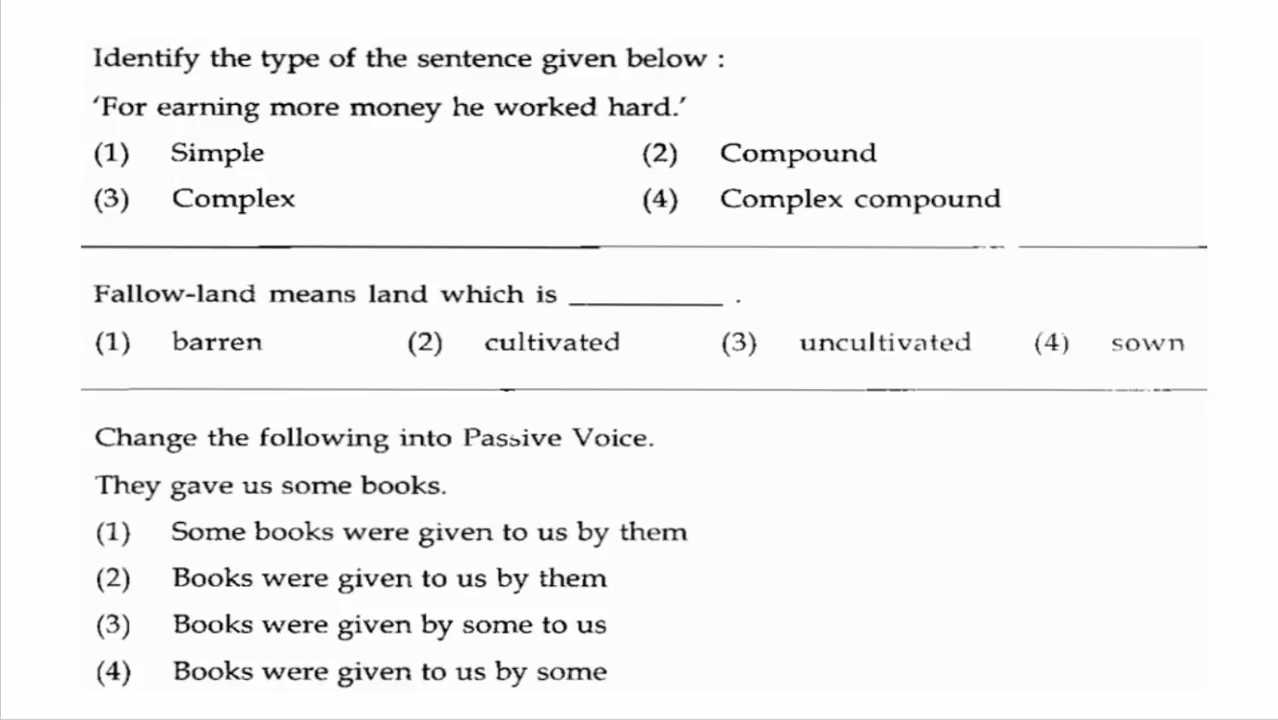 Identify the type of the sentence given below :
'For earning more money he worked hard.'
(1) Simple (2) Compound
(3) Complex (4) Complex compound
Fallow-land means land which is ________ .
(1) barren (2) cultivated (3) uncultivated (4) sown
Change the following into Passive Voice.
They gave us some books.
(1) Some books were given to us by them
(2) Books were given to us by them
(3) Books were given by some to us
(4) Books were given to us by some